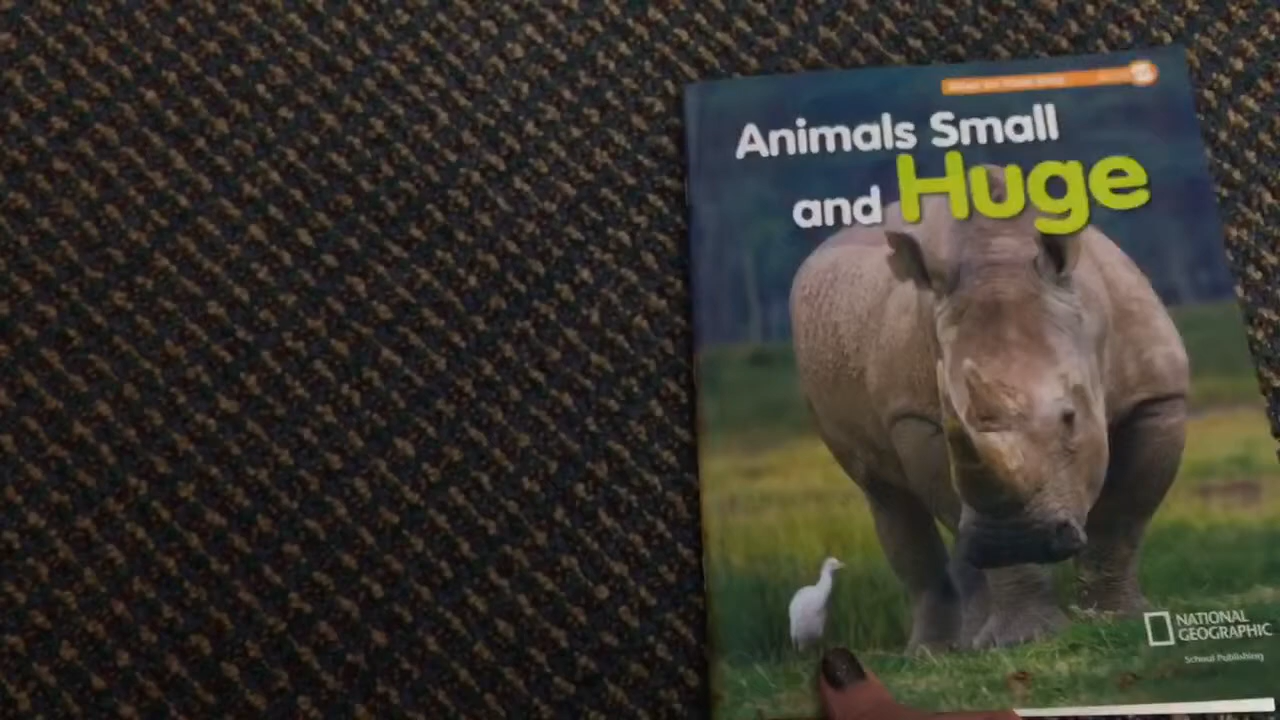 Animals Small
and Huge
NATIONAL
GEOGRAPHIC
School Publishing